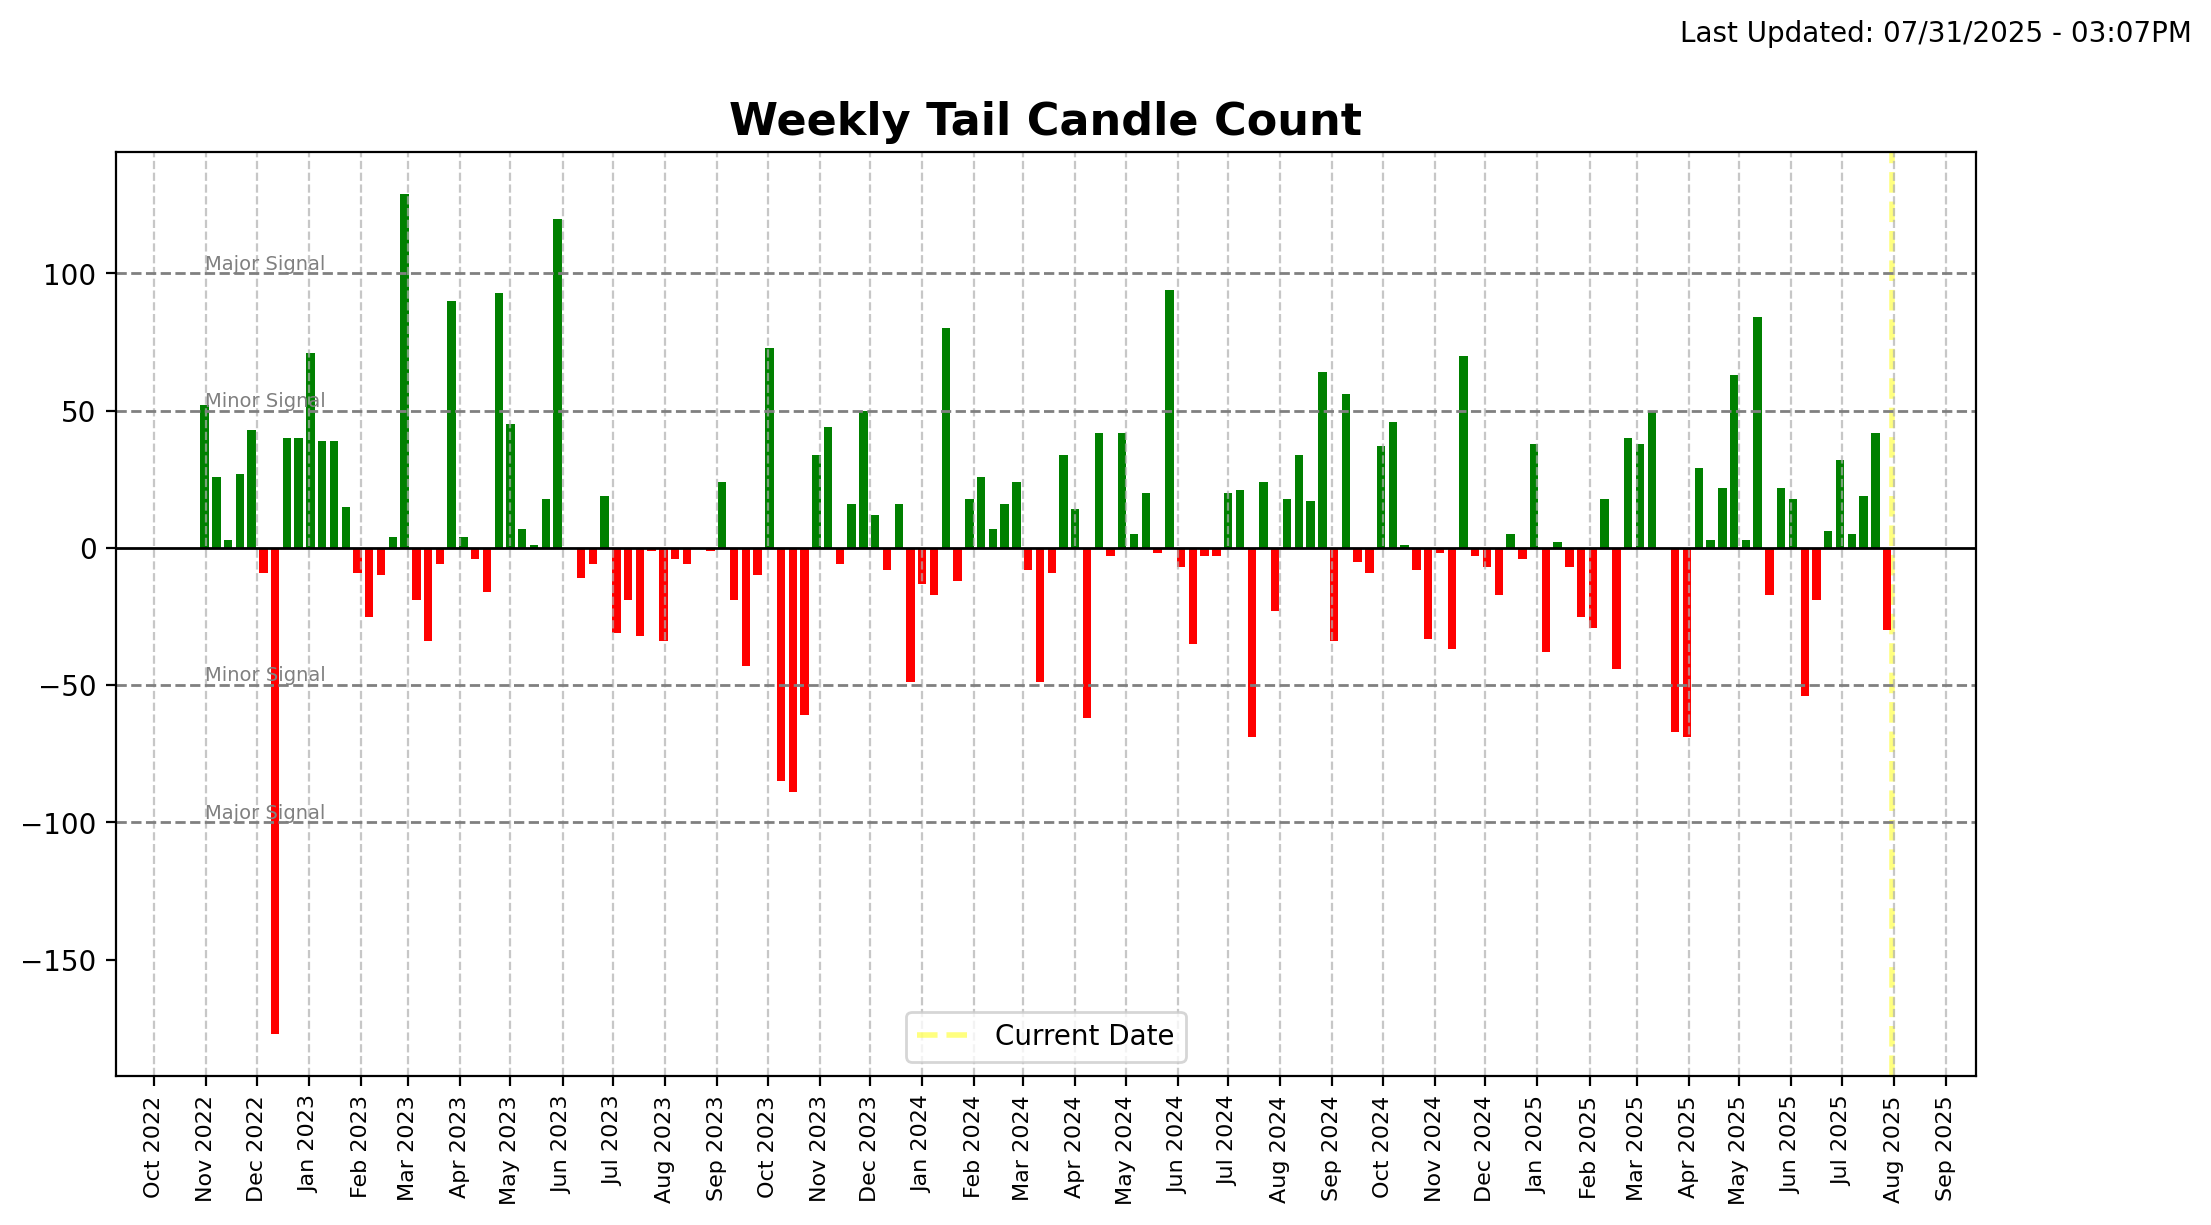 Last Updated: 07/31/2025 - 03:07PM
Weekly Tail Candle Count
100
50
0
−50
−100
−150
Major Signal
Minor Signal
Minor Signal
Major Signal
Current Date
Oct 2022
Nov 2022
Dec 2022
Jan 2023
Feb 2023
Mar 2023
Apr 2023
May 2023
Jun 2023
Jul 2023
Aug 2023
Sep 2023
Oct 2023
Nov 2023
Dec 2023
Jan 2024
Feb 2024
Mar 2024
Apr 2024
May 2024
Jun 2024
Jul 2024
Aug 2024
Sep 2024
Oct 2024
Nov 2024
Dec 2024
Jan 2025
Feb 2025
Mar 2025
Apr 2025
May 2025
Jun 2025
Jul 2025
Aug 2025
Sep 2025